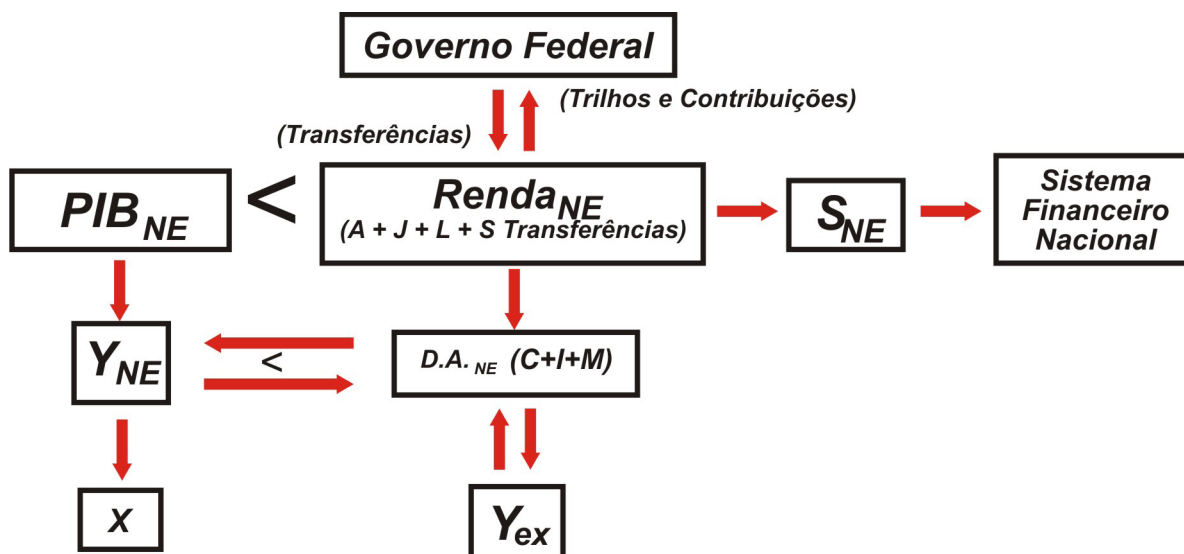 Governo Federal
(Trilhos e Contribuições)
(Transferências)
PIB NE
<
Renda NE
(A + J + L + S Transferências)
S NE
Sistema
Financeiro
Nacional
Y NE
<
D.A. NE (C+I+M)
X
Y ex